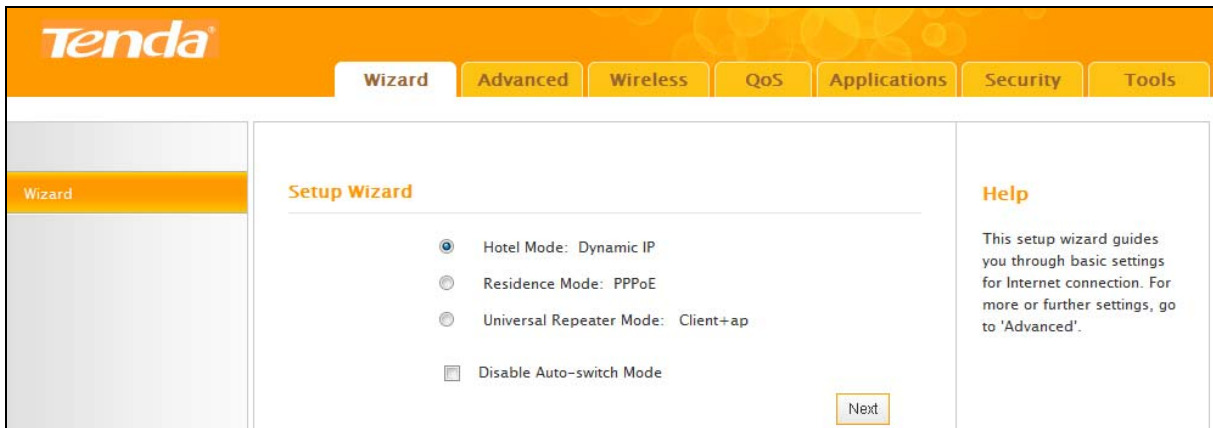 Tenda
Wizard Advanced Wireless QoS Applications Security Tools
Wizard
Setup Wizard
Hotel Mode: Dynamic IP
Residence Mode: PPPoE
Universal Repeater Mode: Client+ap
Disable Auto-switch Mode
Next
Help
This setup wizard guides
you through basic settings
for Internet connection. For
more or further settings, go
to 'Advanced'.